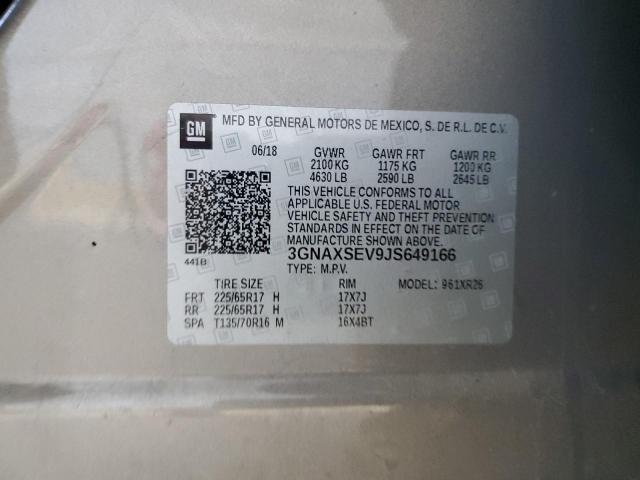 GM
MFD BY GENERAL MOTORS DE MEXICO, S. DE R.L. DE C.V.
06/18 GVWR GAWR FRT GAWR RR
2100 KG 1175 KG 1200 KG
4630 LB 2590 LB 2645 LB
THIS VEHICLE CONFORMS TO ALL
APPLICABLE U.S. FEDERAL MOTOR
VEHICLE SAFETY AND THEFT PREVENTION
STANDARDS IN EFFECT ON THE DATE OF
MANUFACTURE SHOWN ABOVE.
441B 3GNAXSEV9JS649166
TYPE: M.P.V.
TIRE SIZE RIM MODEL: 961XR26
FRT 225/65R17 H 17X7J
RR 225/65R17 H 17X7J
SPA T135/70R16 M 16X4BT